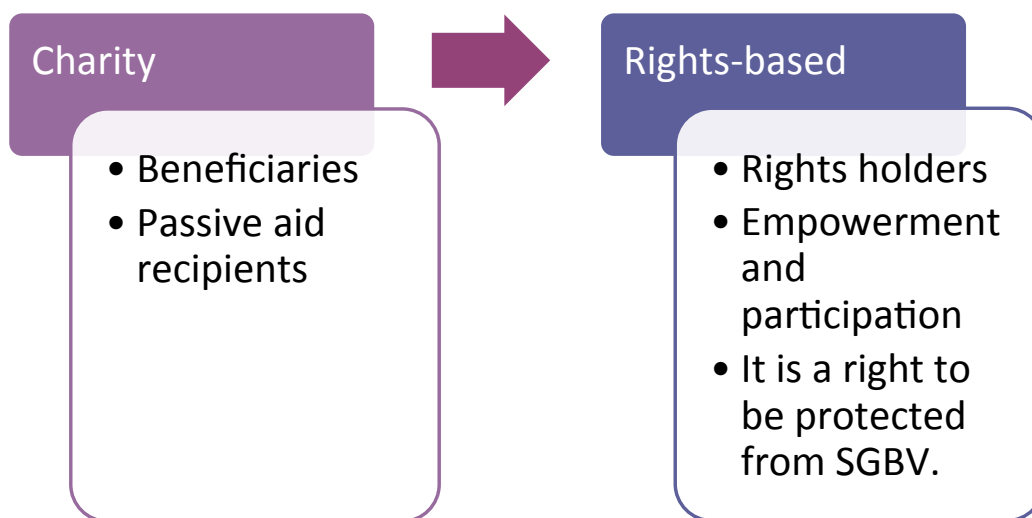 Charity
• Beneficiaries
• Passive aid
recipients
Rights-based
• Rights holders
• Empowerment
and
participation
• It is a right to
be protected
from SGBV.